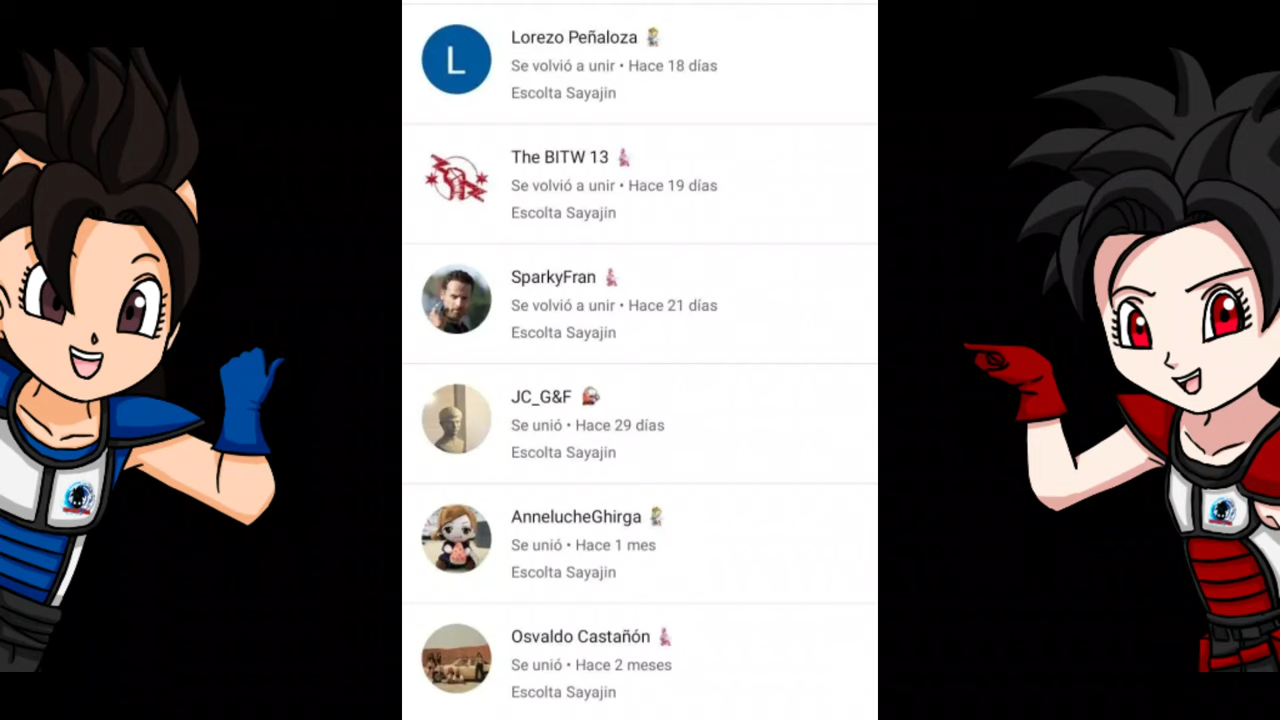 L
Lorezo Peñaloza
Se volvió a unir • Hace 18 días
Escolta Sayajin
The BITW 13
Se volvió a unir • Hace 19 días
Escolta Sayajin
SparkyFran
Se volvió a unir • Hace 21 días
Escolta Sayajin
JC_G&F
Se unió • Hace 29 días
Escolta Sayajin
AnnelucheGhirga
Se unió • Hace 1 mes
Escolta Sayajin
Osvaldo Castañón
Se unió • Hace 2 meses
Escolta Sayajin